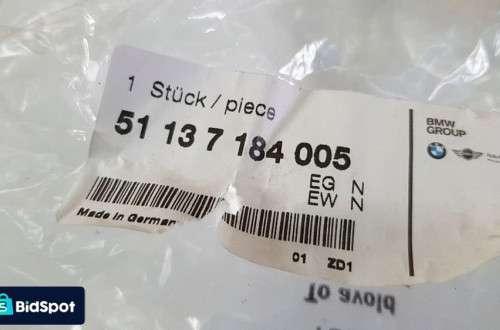 1 Stück / piece
51 13 7 184 005
EG N
EW N
Made in German
01 ZD1
BMW
GROUP
To avoid
BidSpot